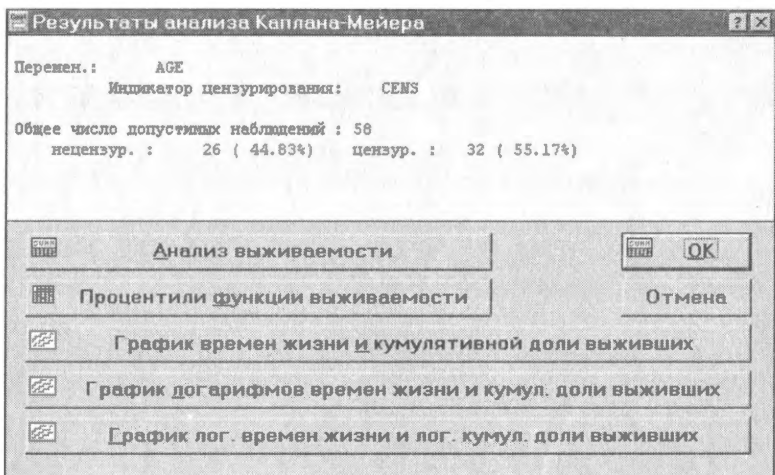 Результаты анализа Каплана-Мейера
Перемен.: AGE
Индикатор цензурирования: CENS
Общее число допустимых наблюдений : 58
нецензур. : 26 ( 44.83%) цензур. : 32 ( 55.17%)
Анализ выживаемости
OK
Процентили функции выживаемости
Отмена
График времен жизни и кумулятивной доли выживших
График логарифмов времен жизни и кумул. доли выживших
График лог. времен жизни и лог. кумул. доли выживших